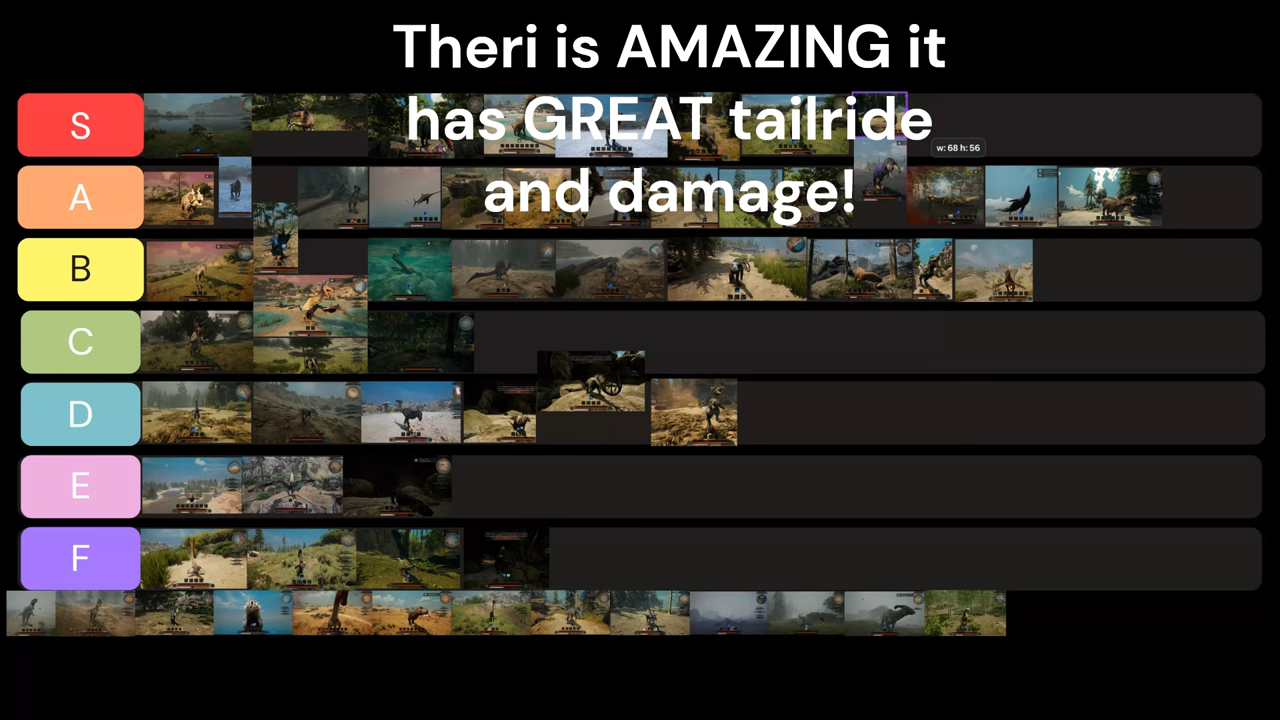 Theri is AMAZING it
has GREAT tailride
and damage!
S
w: 68 h: 56
A
B
C
D
E
F